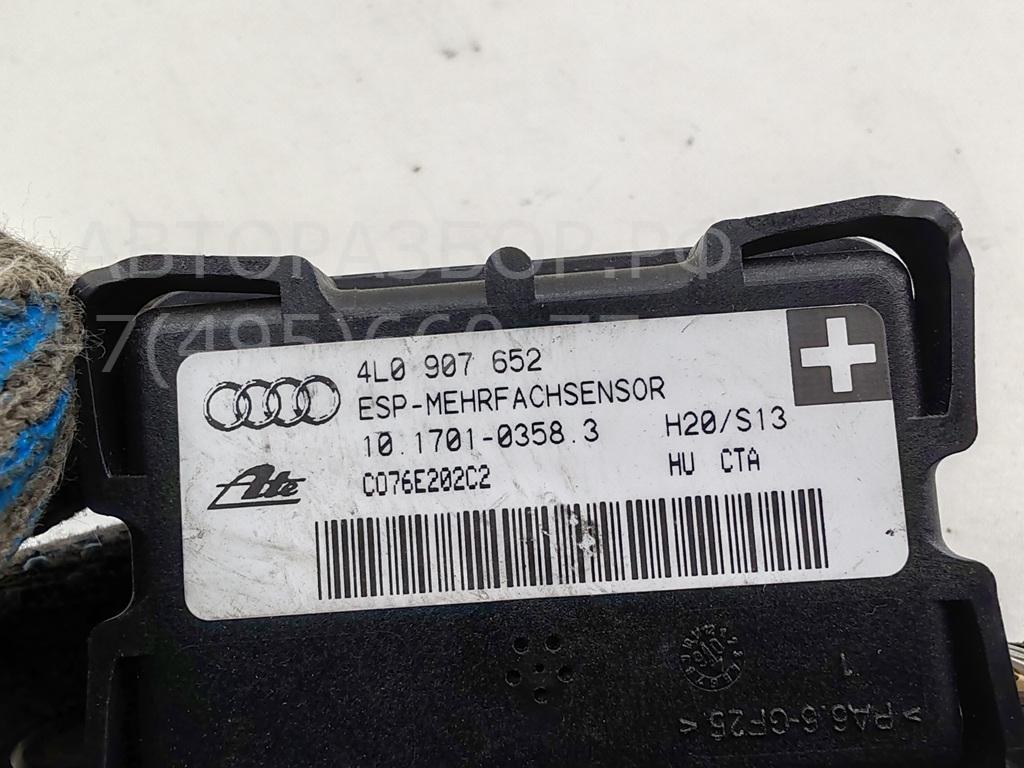 АВТОРАЗБОР.РФ
4L0 907 652
ESP-MEHRFACHSENSOR
10.1701-0358.3 H20/S13
Ate C076E202C2 HU CTA
1
>PA6.6-GF25<